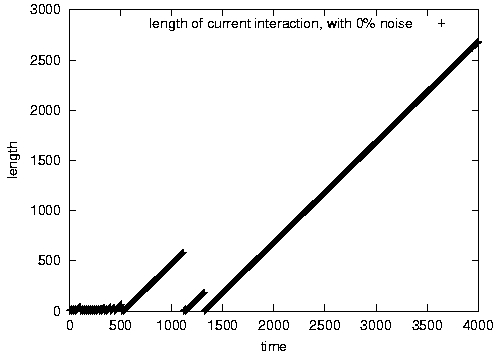 3000
length of current interaction, with 0% noise +
2500
2000
1500
length
1000
500
0
0 500 1000 1500 2000 2500 3000 3500 4000
time